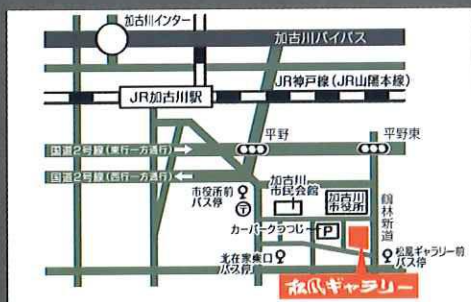 加古川インター
加古川バイパス
JR神戸線(JR山陽本線)
JR加古川駅
平野
平野東
国道2号線(東行一方通行)
国道2号線(西行一方通行)
市役所前
バス停
加古川
市民会館
加古川
市役所
鶴林新道
カーパークうつじ
P
北在家東口
バス停
松風ギャラリー前
バス停
松風ギャラリー